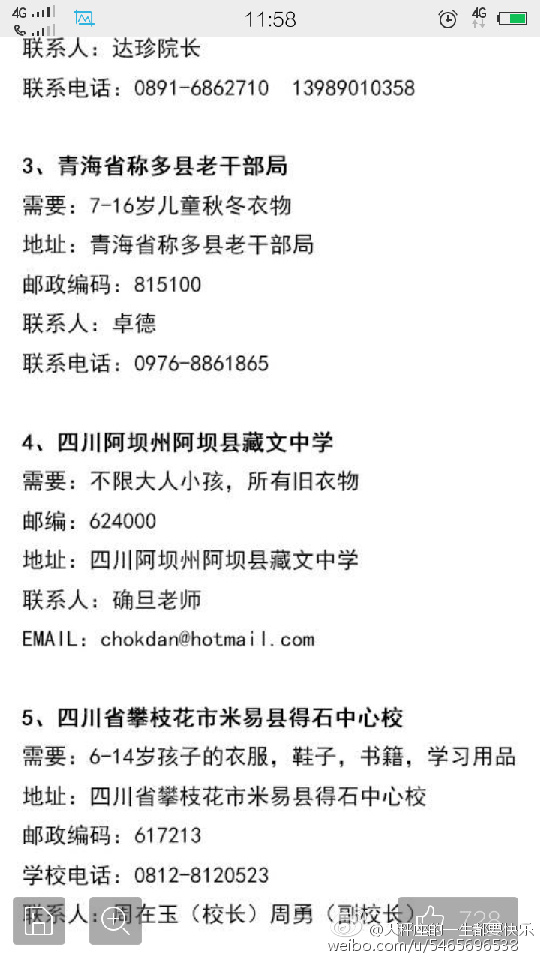 4G
11:58
4G
联系人：达珍院长
联系电话：0891-6862710 13989010358
3、青海省称多县老干部局
需要：7-16岁儿童秋冬衣物
地址：青海省称多县老干部局
邮政编码：815100
联系人：卓德
联系电话：0976-8861865
4、四川阿坝州阿坝县藏文中学
需要：不限大人小孩，所有旧衣物
邮编：624000
地址：四川阿坝州阿坝县藏文中学
联系人：确旦老师
EMAIL：chokdan@hotmail.com
5、四川省攀枝花市米易县得石中心校
需要：6-14岁孩子的衣服，鞋子，书籍，学习用品
地址：四川省攀枝花市米易县得石中心校
邮政编码：617213
学校电话：0812-8120523
联系人：周在玉（校长）周勇（副校长）
728
@人秤座的一生都要快乐
weibo.com/u/5465696538